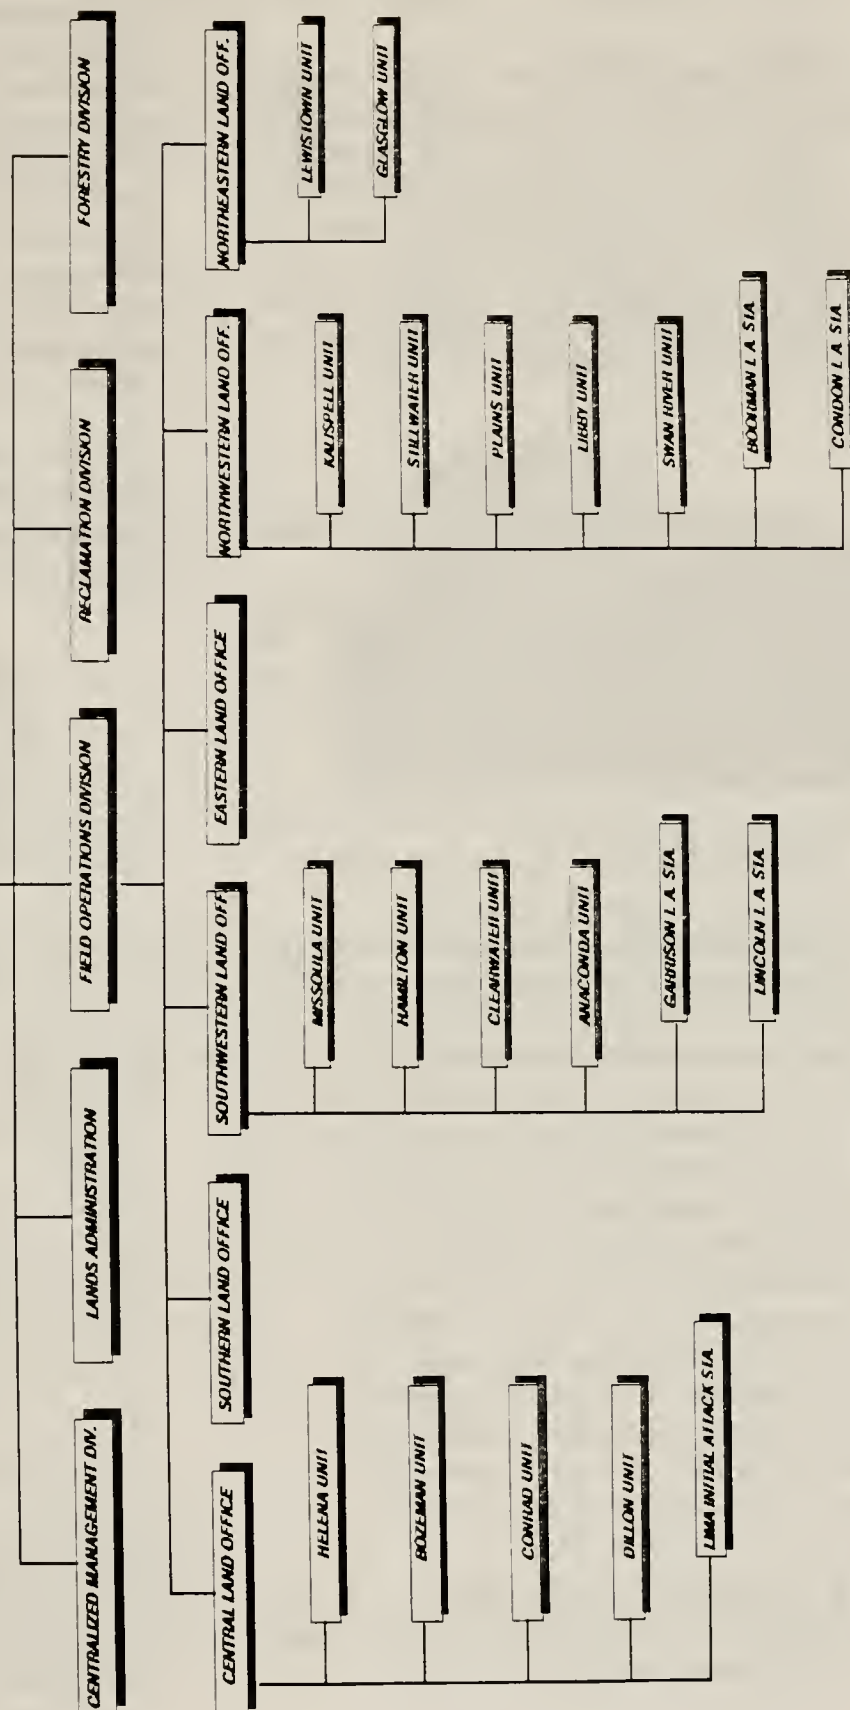 CENTRALIZED MANAGEMENT DIV.
LANDS ADMINISTRATION
FIELD OPERATIONS DIVISION
RECLAMATION DIVISION
FORESTRY DIVISION
CENTRAL LAND OFFICE
SOUTHERN LAND OFFICE
SOUTHWESTERN LAND OFF
EASTERN LAND OFFICE
NORTHWESTERN LAND OFF.
NORTHEASTERN LAND OFF.
HELENA UNIT
BOZEMAN UNIT
CONRAD UNIT
DILLON UNIT
LIMA INITIAL ATTACK STA.
MISSOULA UNIT
HAMILTON UNIT
CLEARWATER UNIT
ANACONDA UNIT
GARRISON I. A. STA.
LINCOLN I. A. STA.
KALISPELL UNIT
STILLWATER UNIT
PLAINS UNIT
LIBBY UNIT
SWAN RIVER UNIT
BOORMAN I. A. STA.
CONDON I. A. STA.
LEWISTOWN UNIT
GLASGLOW UNIT